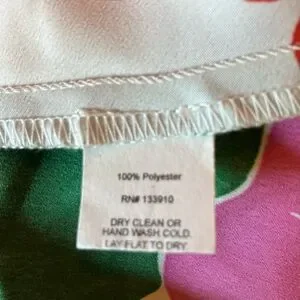 100% Polyester
RN# 133910
DRY CLEAN OR
HAND WASH COLD.
LAY FLAT TO DRY